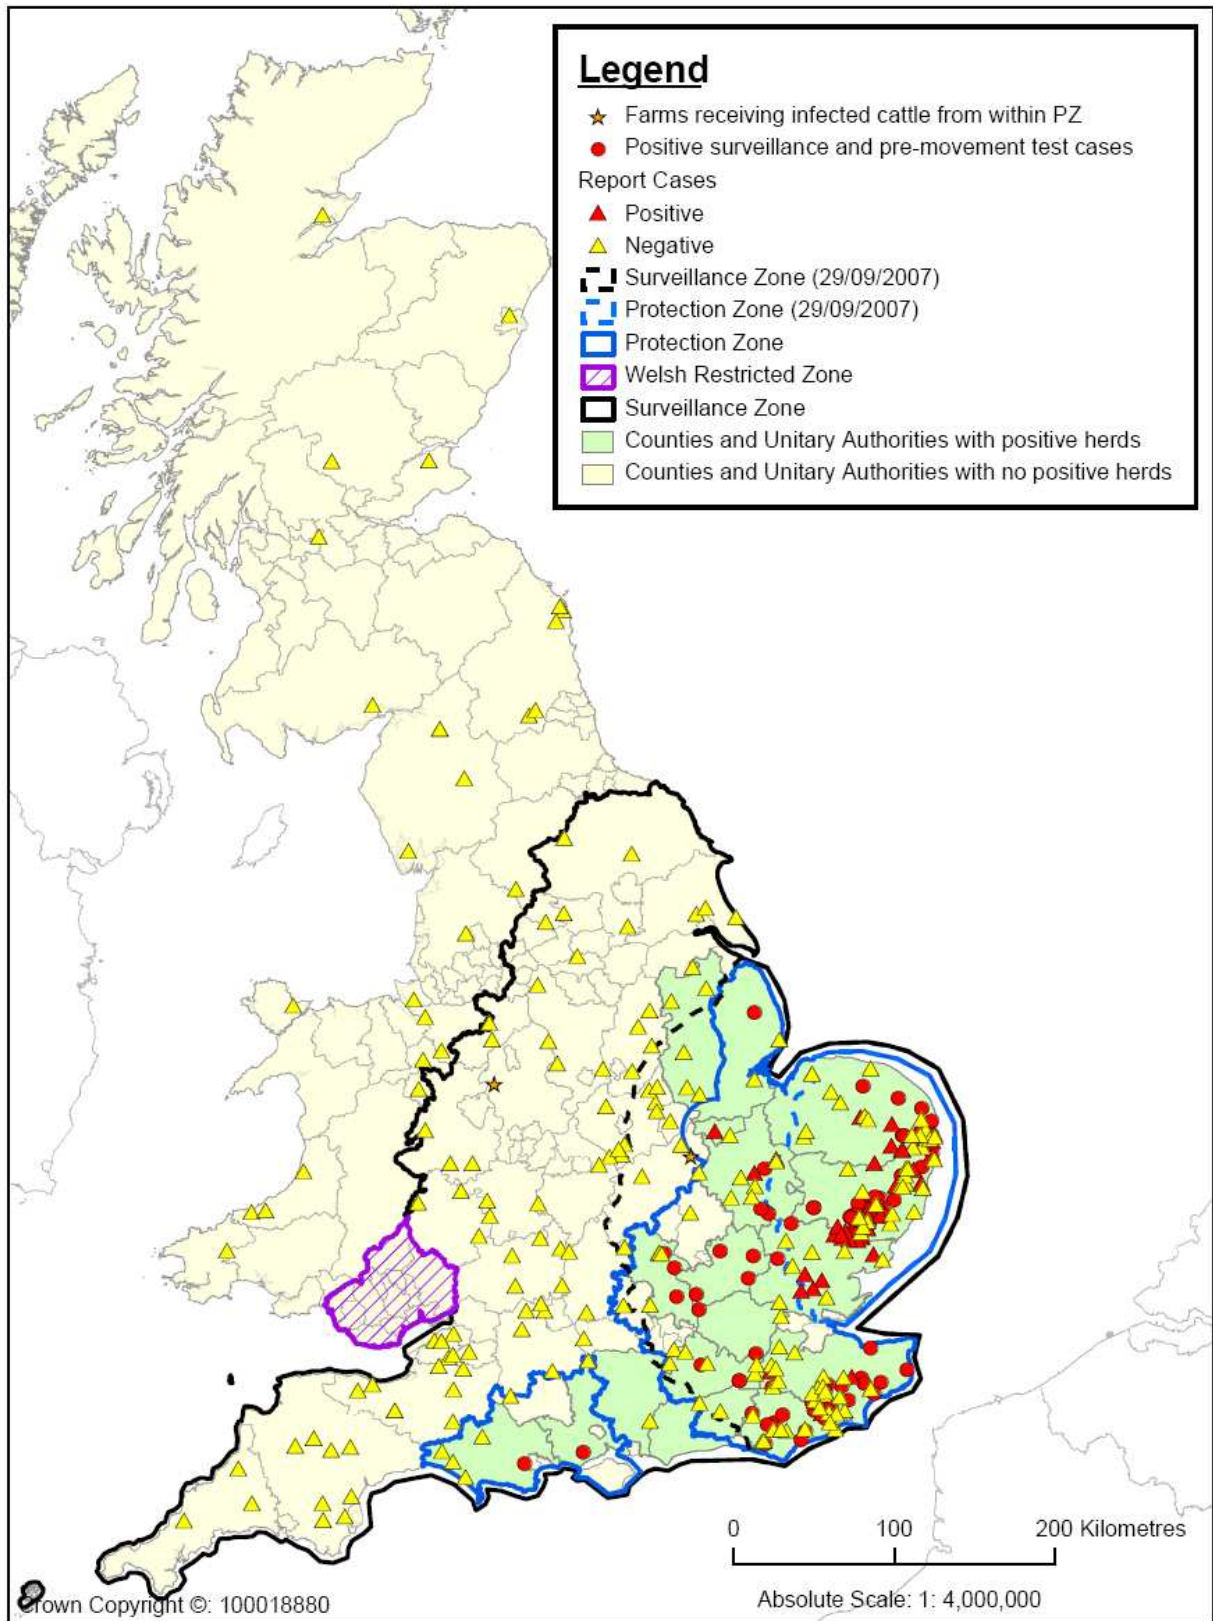 Legend
Farms receiving infected cattle from within PZ
Positive surveillance and pre-movement test cases
Report Cases
Positive
Negative
Surveillance Zone (29/09/2007)
Protection Zone (29/09/2007)
Protection Zone
Welsh Restricted Zone
Surveillance Zone
Counties and Unitary Authorities with positive herds
Counties and Unitary Authorities with no positive herds
0 100 200 Kilometres
Absolute Scale: 1: 4,000,000
Crown Copyright ©: 100018880